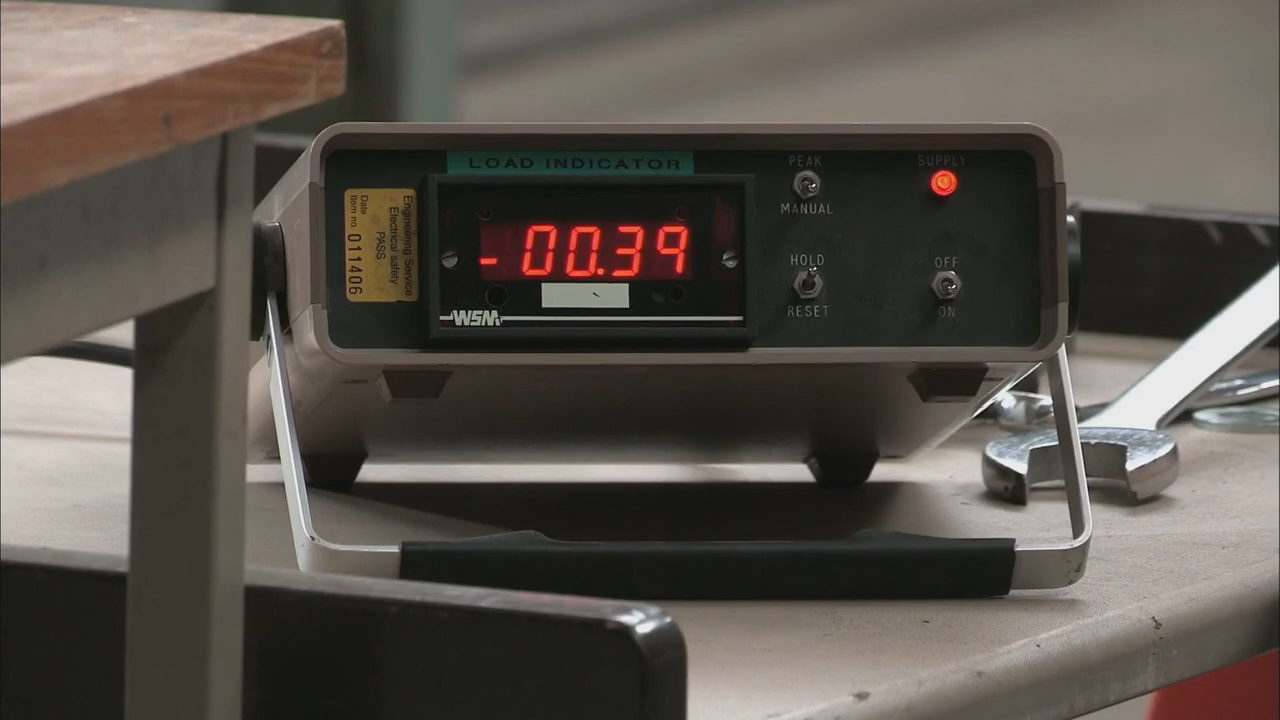 LOAD INDICATOR
PEAK
MANUAL
SUPPLY
Engineering Service
Electrical safety
PASS
Date
Item no. 011406
-00.39
WSM
HOLD
RESET
OFF
ON